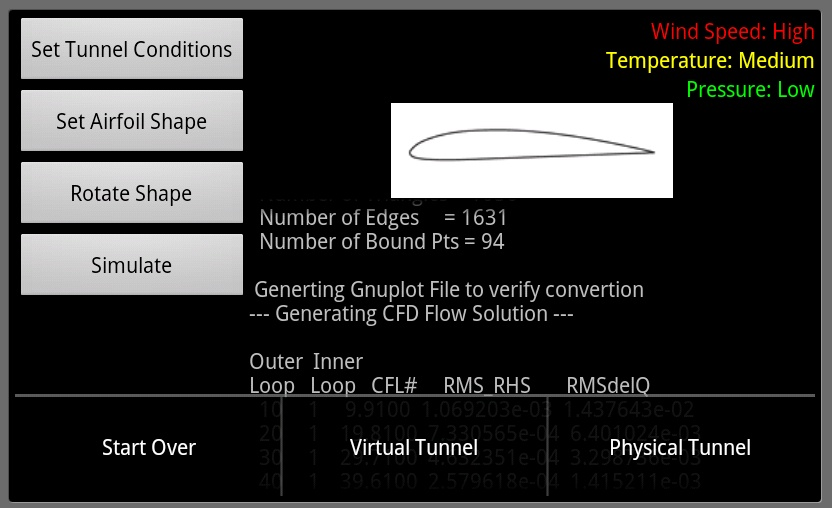 Set Tunnel Conditions
Set Airfoil Shape
Rotate Shape
Simulate
Wind Speed: High
Temperature: Medium
Pressure: Low
Number of Edges = 1631
Number of Bound Pts = 94
Generting Gnuplot File to verify convertion
--- Generating CFD Flow Solution ---
Outer Inner
Loop Loop CFL# RMS_RHS RMSdelQ
10 1 9.9100 1.069203e-03 1.437643e-02
20 1 19.8100 7.330565e-04 6.401024e-03
30 1 29.7100 4.632351e-04
40 1 39.6100 2.579618e-04 1.415211e-03
Start Over
Virtual Tunnel
Physical Tunnel